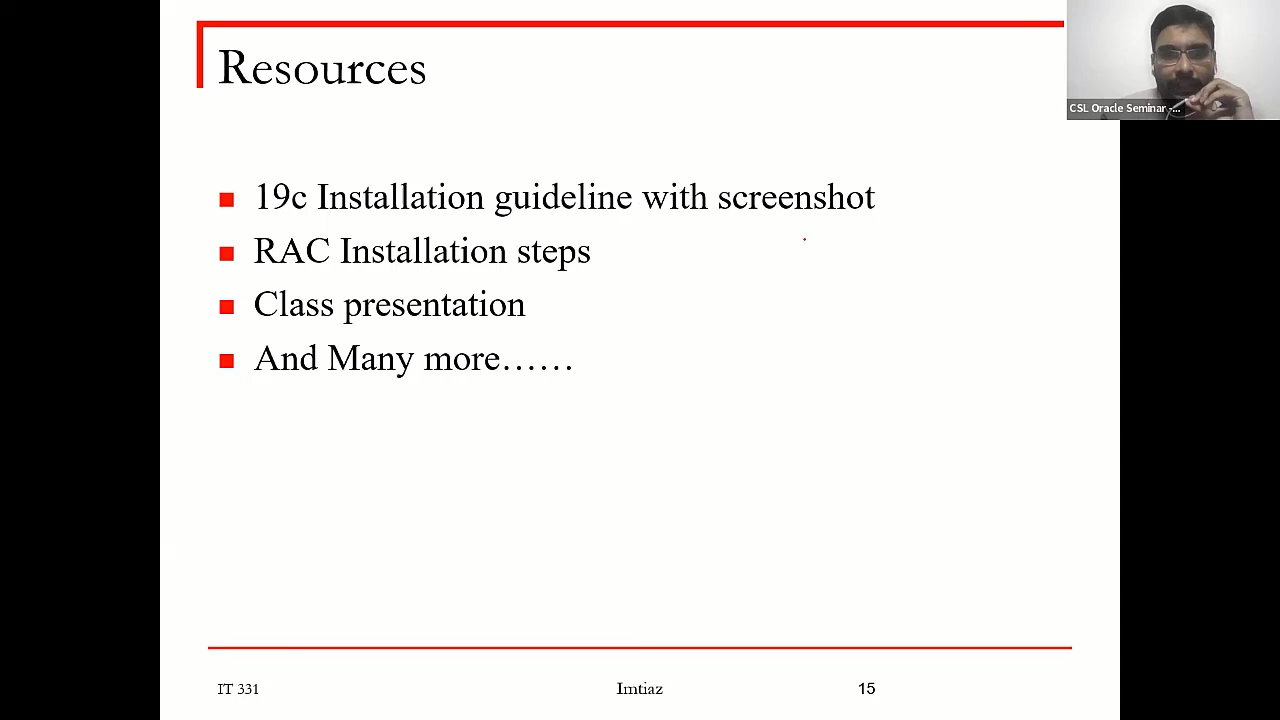 Resources
CSL Oracle Seminar -...
19c Installation guideline with screenshot
RAC Installation steps
Class presentation
And Many more……
IT 331
Imtiaz
15